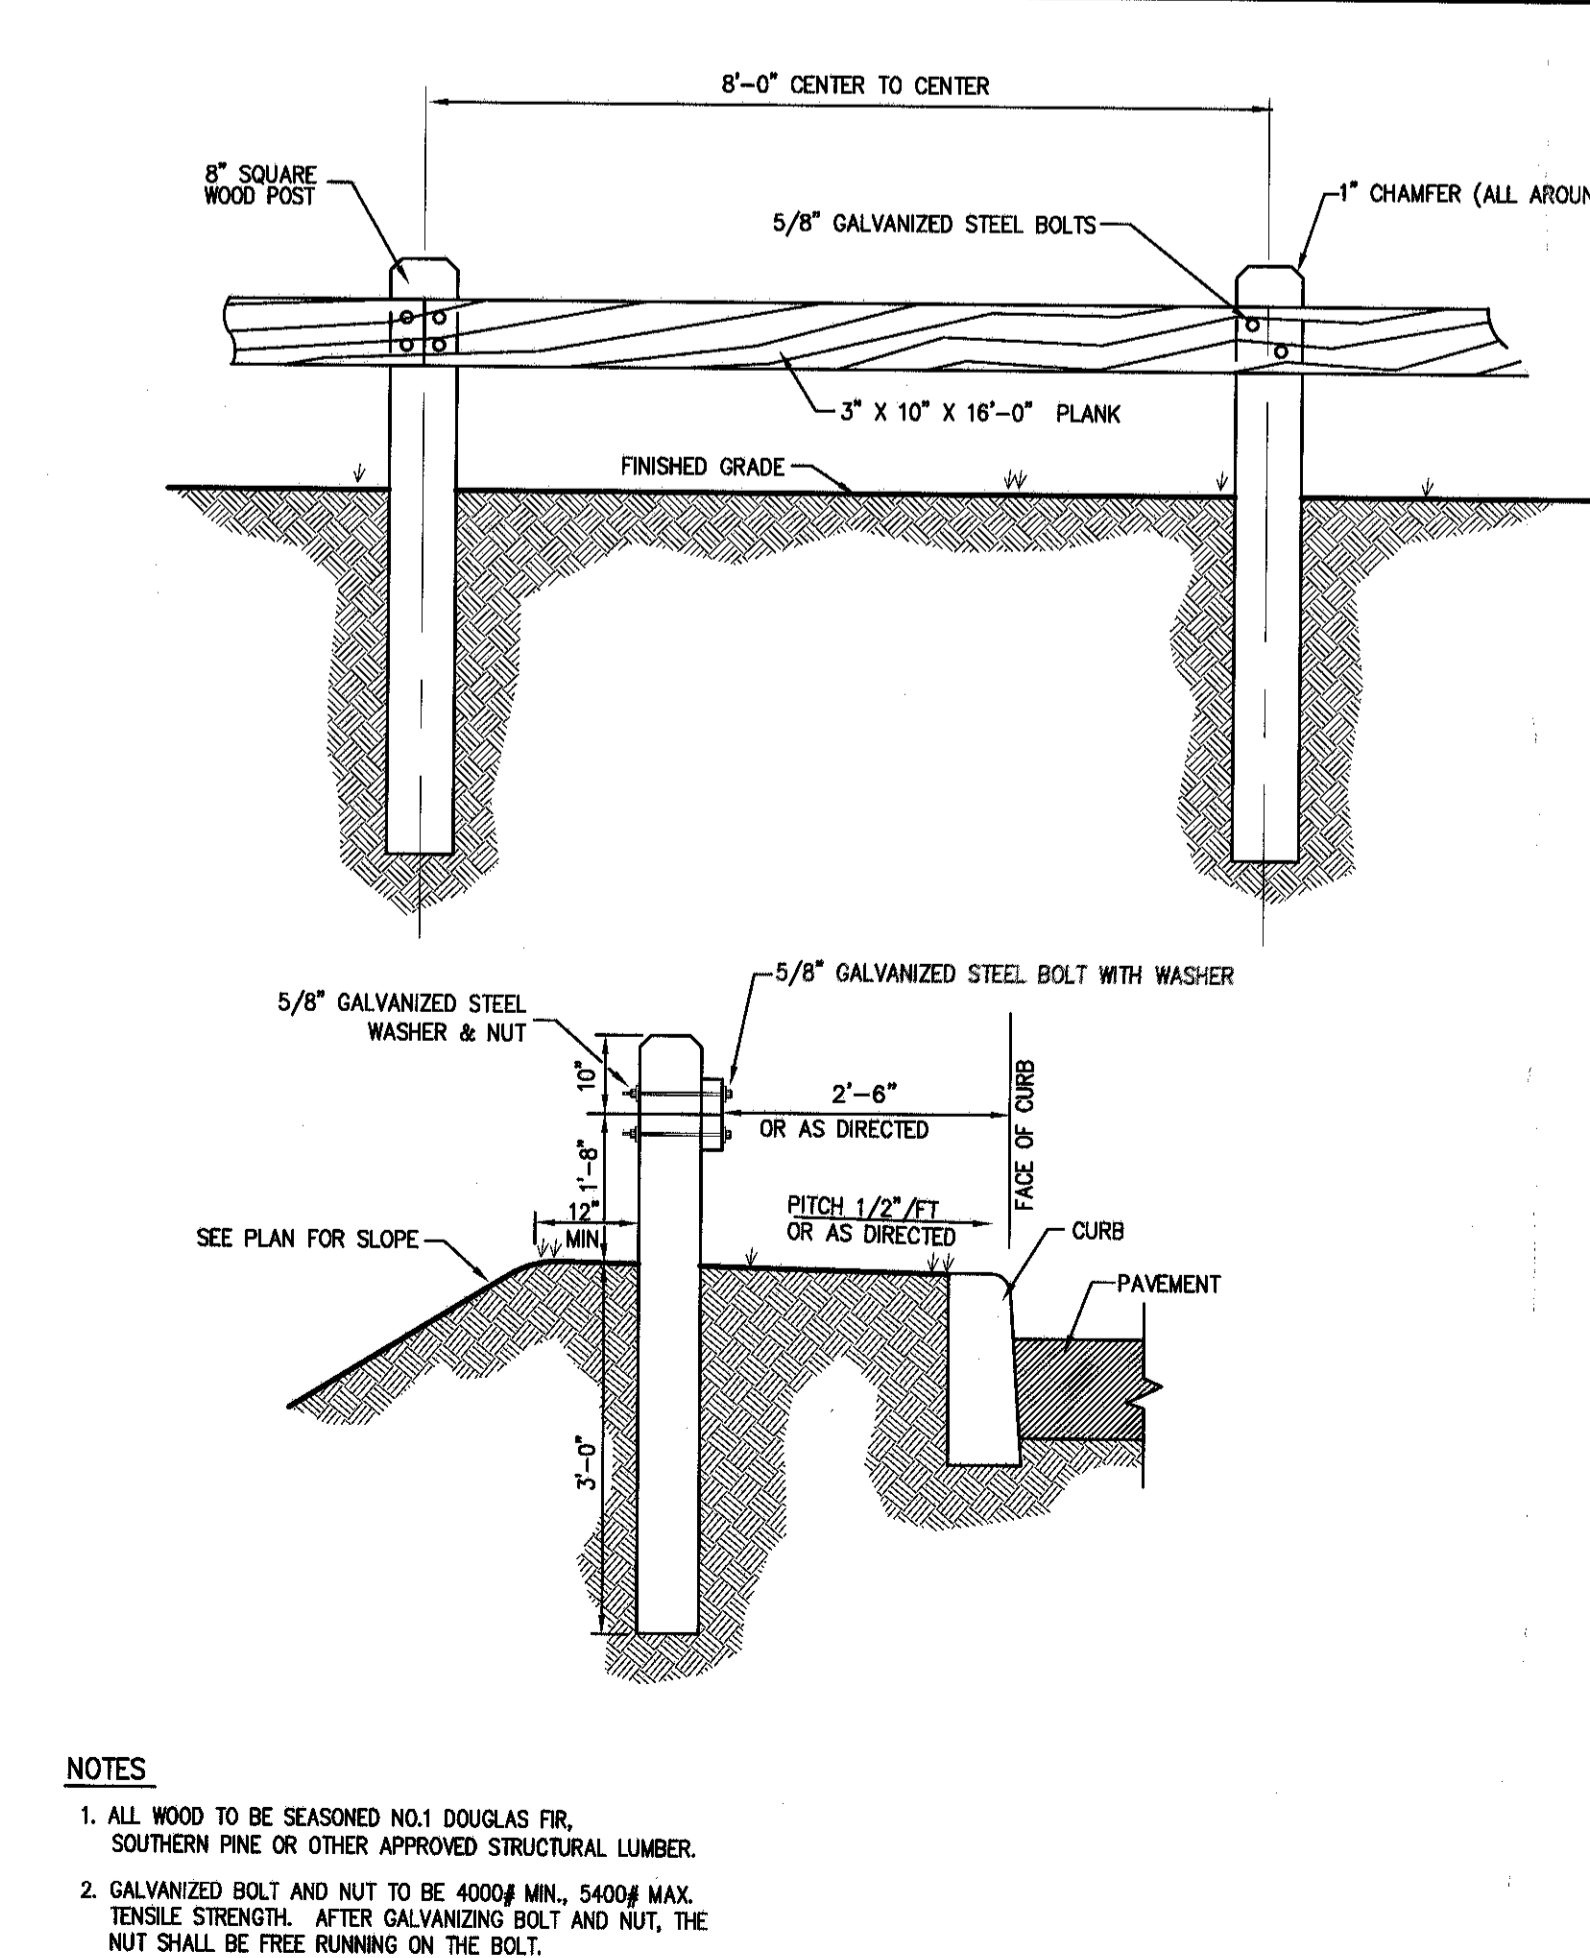 8'-0" CENTER TO CENTER
8" SQUARE
WOOD POST
5/8" GALVANIZED STEEL BOLTS
1" CHAMFER (ALL AROUN
3" X 10" X 16'-0" PLANK
FINISHED GRADE
5/8" GALVANIZED STEEL BOLT WITH WASHER
5/8" GALVANIZED STEEL
WASHER & NUT
10"
2'-6"
OR AS DIRECTED
FACE OF CURB
1'-8"
12"
MIN
PITCH 1/2"/FT
OR AS DIRECTED
SEE PLAN FOR SLOPE
CURB
PAVEMENT
3'-0"
NOTES
1. ALL WOOD TO BE SEASONED NO.1 DOUGLAS FIR,
SOUTHERN PINE OR OTHER APPROVED STRUCTURAL LUMBER.
2. GALVANIZED BOLT AND NUT TO BE 4000# MIN., 5400# MAX.
TENSILE STRENGTH. AFTER GALVANIZING BOLT AND NUT, THE
NUT SHALL BE FREE RUNNING ON THE BOLT.